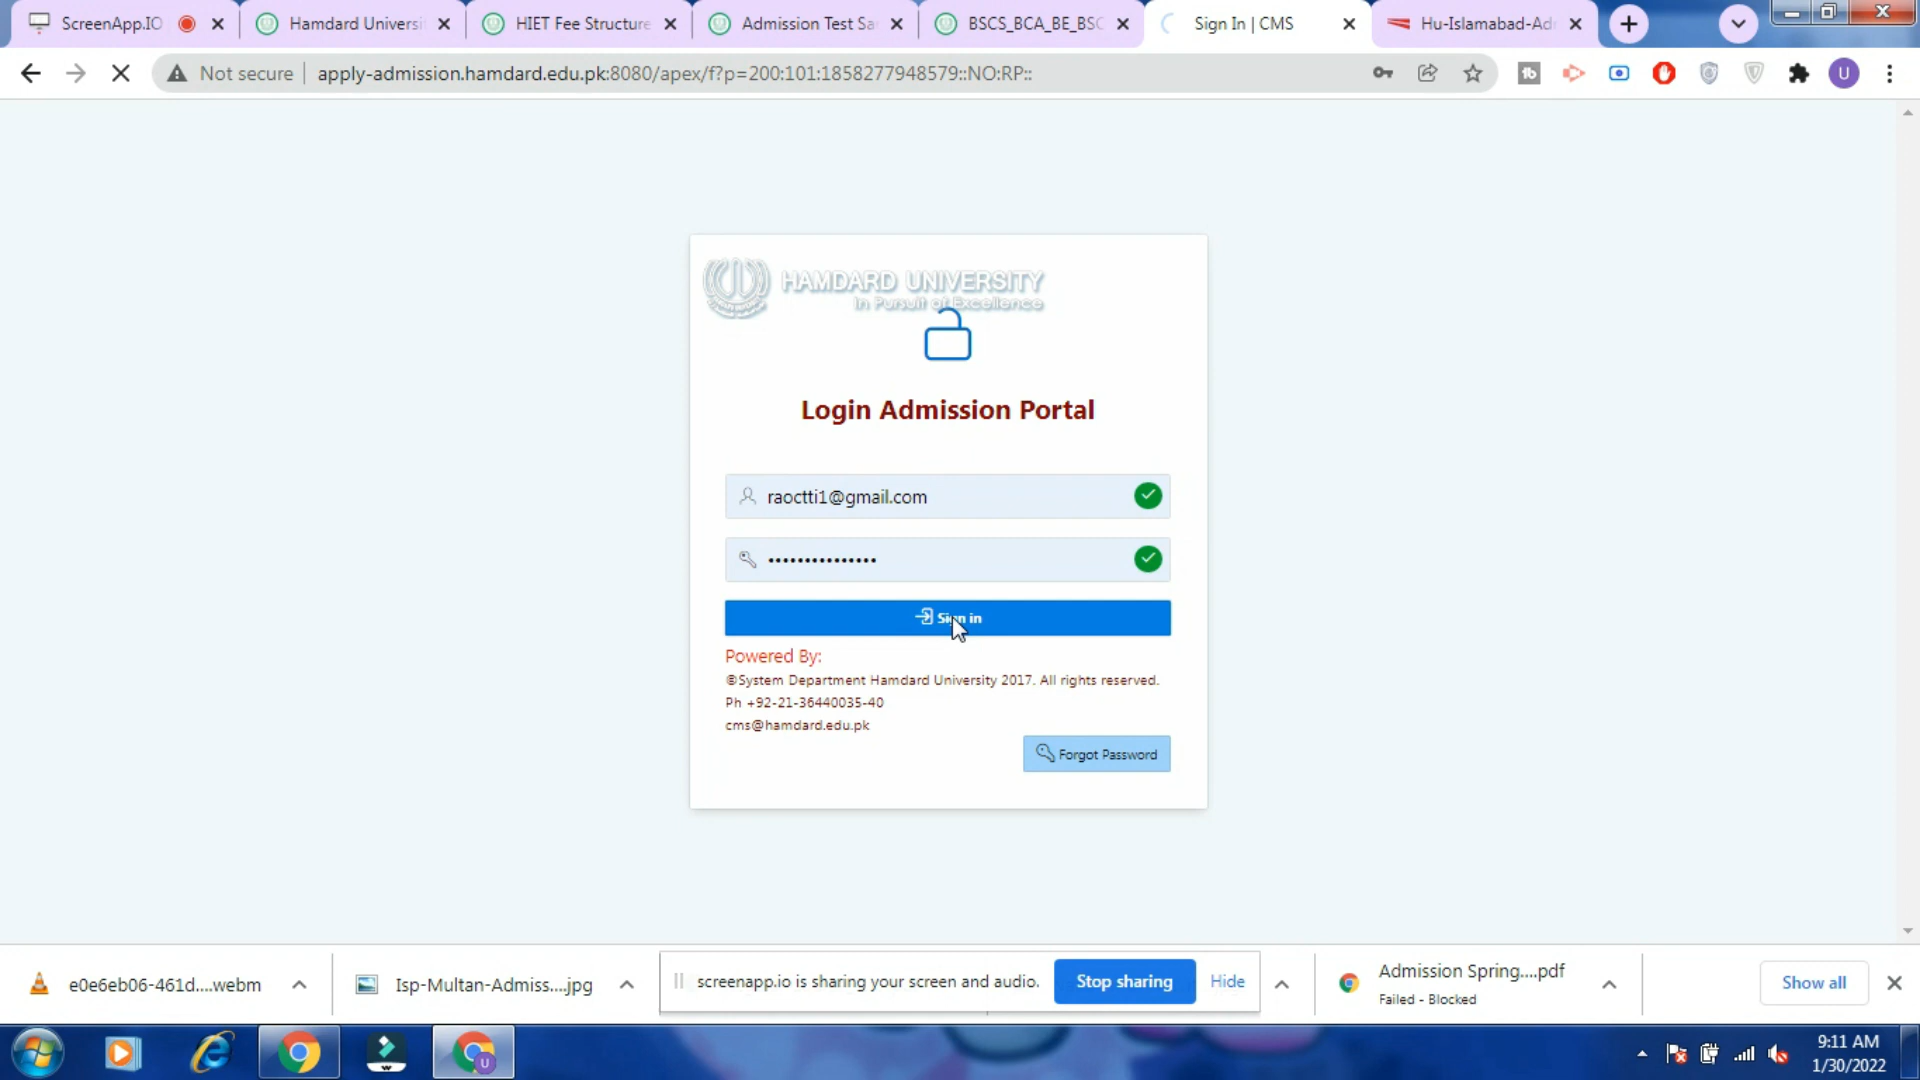 ScreenApp.IO
Hamdard Universi
HIET Fee Structure
Admission Test Sa
BSCS_BCA_BE_BSC
Sign In | CMS
Hu-Islamabad-Ad
Not secure
apply-admission.hamdard.edu.pk:8080/apex/f?p=200:101:1858277948579::NO:RP::
U
HAMDARD UNIVERSITY
In Pursuit of Excellence
Login Admission Portal
raoctti1@gmail.com
•••••••••••••••
Sign in
Powered By:
©System Department Hamdard University 2017. All rights reserved.
Ph +92-21-36440035-40
cms@hamdard.edu.pk
Forgot Password
e0e6eb06-461d....webm
Isp-Multan-Admiss....jpg
screenapp.io is sharing your screen and audio.
Stop sharing
Hide
Admission Spring....pdf
Failed - Blocked
Show all
9:11 AM
1/30/2022